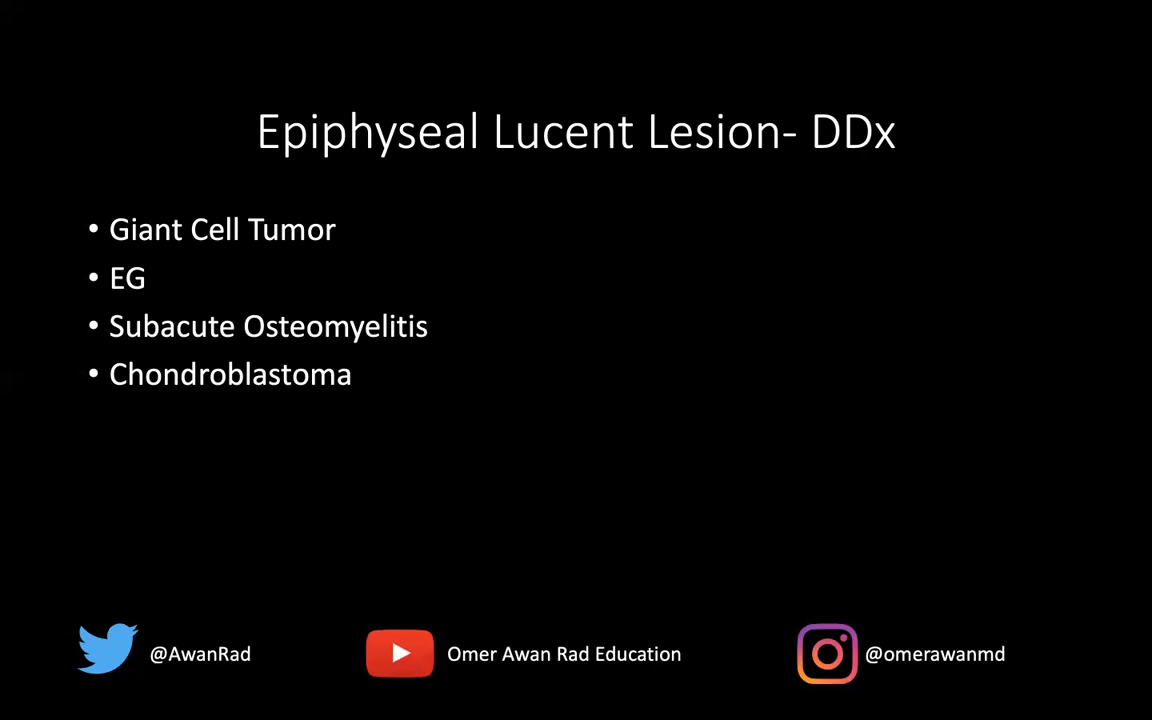 Epiphyseal Lucent Lesion- DDx
• Giant Cell Tumor
• EG
• Subacute Osteomyelitis
• Chondroblastoma
@AwanRad
Omer Awan Rad Education
@omerawanmd